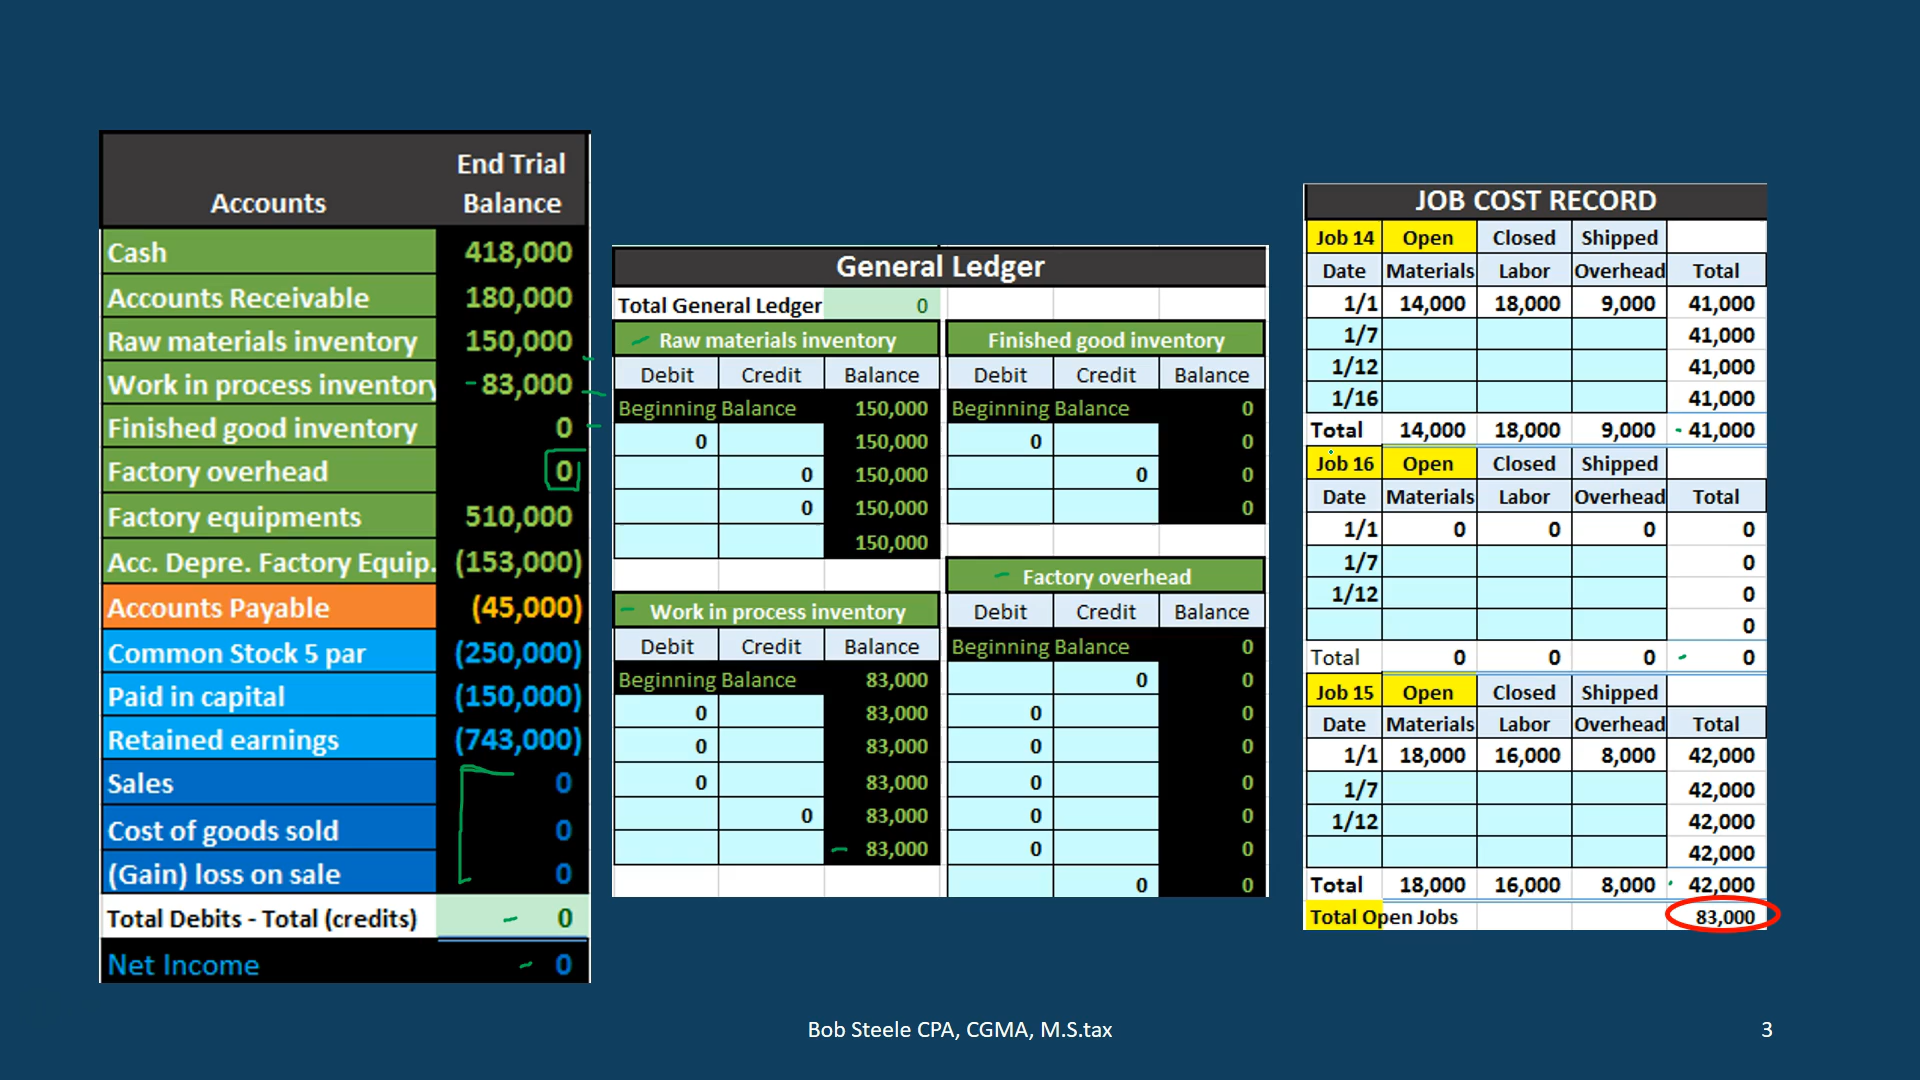 Accounts End Trial Balance
Cash 418,000
Accounts Receivable 180,000
Raw materials inventory 150,000
Work in process inventory 83,000
Finished good inventory 0
Factory overhead 0
Factory equipments 510,000
Acc. Depre. Factory Equip. (153,000)
Accounts Payable (45,000)
Common Stock 5 par (250,000)
Paid in capital (150,000)
Retained earnings (743,000)
Sales 0
Cost of goods sold 0
(Gain) loss on sale 0
Total Debits - Total (credits) 0
Net Income 0
General Ledger
Total General Ledger 0
Raw materials inventory
Debit Credit Balance
Beginning Balance 150,000
0 150,000
0 150,000
0 150,000
150,000
Work in process inventory
Debit Credit Balance
Beginning Balance 83,000
0 83,000
0 83,000
0 83,000
0 83,000
83,000
Finished good inventory
Debit Credit Balance
Beginning Balance 0
0 0
0 0
0
Factory overhead
Debit Credit Balance
Beginning Balance 0
0 0
0 0
0 0
0 0
0 0
0 0
0 0
JOB COST RECORD
Job 14 Open Closed Shipped
Date Materials Labor Overhead Total
1/1 14,000 18,000 9,000 41,000
1/7 41,000
1/12 41,000
1/16 41,000
Total 14,000 18,000 9,000 41,000
Job 16 Open Closed Shipped
Date Materials Labor Overhead Total
1/1 0 0 0 0
1/7 0
1/12 0
0
Total 0 0 0 0
Job 15 Open Closed Shipped
Date Materials Labor Overhead Total
1/1 18,000 16,000 8,000 42,000
1/7 42,000
1/12 42,000
42,000
Total 18,000 16,000 8,000 42,000
Total Open Jobs 83,000
Bob Steele CPA, CGMA, M.S.tax
3